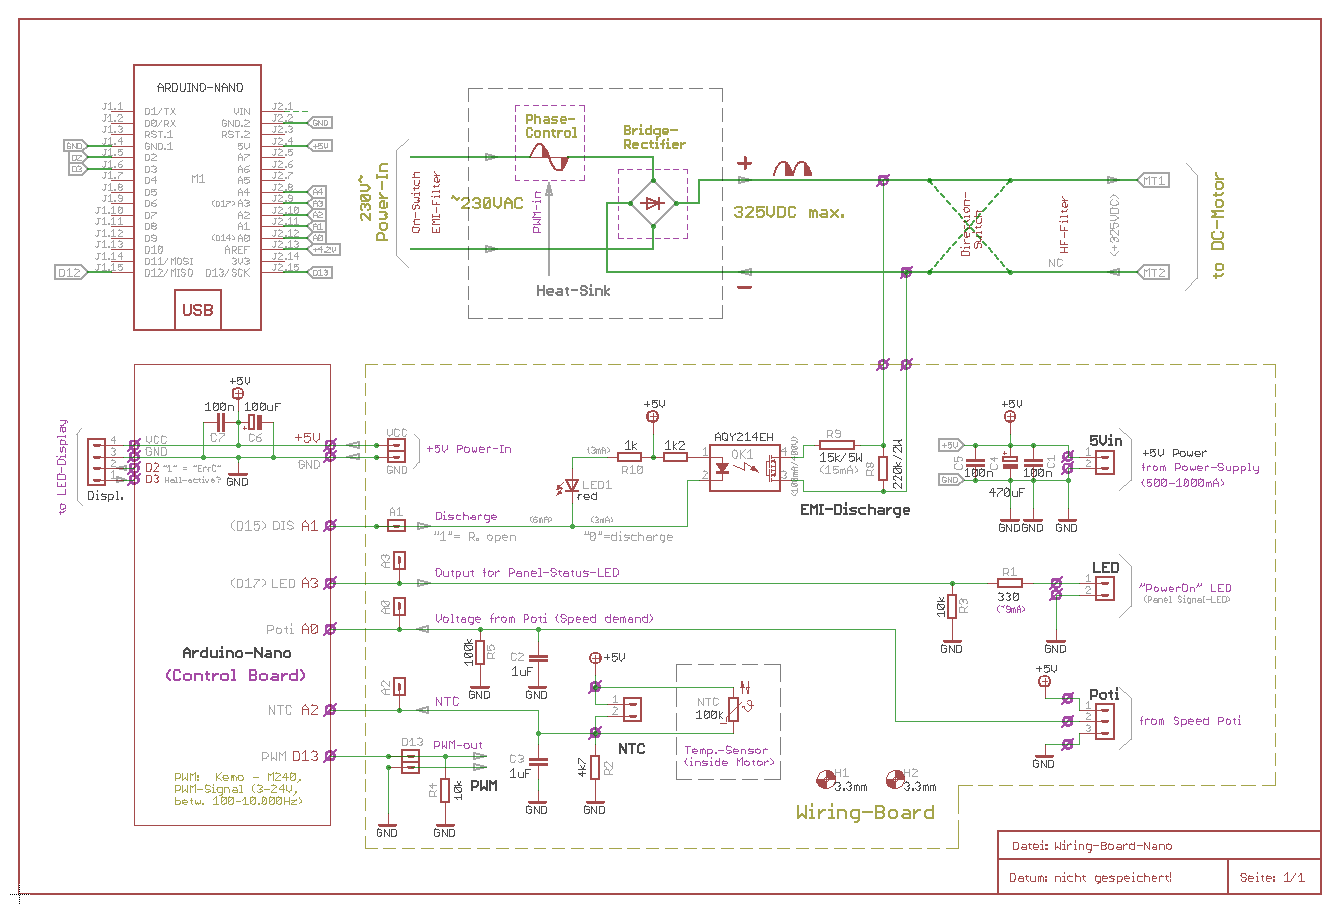 ARDUINO-NANO
J1.1 D1/TX VIN J2.1
J1.2 D0/RX GND.2 J2.2 GND
J1.3 RST.1 RST.2 J2.3
GND J1.4 GND.1 5V J2.4 +5V
D2 J1.5 D2 A7 J2.5
D3 J1.6 D3 A6 J2.6
J1.7 D4 M1 A5 J2.7
J1.8 D5 A4 J2.8 A4
J1.9 D6 (D17)A3 J2.9 A3
J1.10 D7 A2 J2.10 A2
J1.11 D8 A1 J2.11 A1
J1.12 D9 (D14)A0 J2.12 A0
J1.13 D10 AREF J2.13 +4.2V
J1.14 D11/MOSI 3V3 J2.14
D12 J1.15 D12/MISO D13/SCK J2.15 D13
USB
230V~
Power-In
On-Switch
EMI-Filter
~230VAC
Phase-
Control
PWM-in
Bridge-
Rectifier
Heat-Sink
+
325VDC max.
-
Direction-
Switch
NC
HF-Filter
(+325VDC)
MT1
MT2
to DC-Motor
to LED-Display
4
3
2
1
Displ.
VCC
GND
D2 "1" = "ErrC"
D3 Hall-active?
+5V
100n 100uF
C7 C6
GND
+5V
GND
VCC
GND
+5V Power-In
(D15) DIS A1
(D17) LED A3
Poti A0
Arduino-Nano
(Control Board)
NTC A2
PWM D13
PWM: Kemo - M240,
PWM-Signal (3-24V,
betw. 100-10.000Hz)
A1
Discharge
"1"= R. open
(6mA)
(3mA)
"0"=discharge
(3mA)
LED1
red
1k
R10
+5V
1k2
AQY214EH
OK1
1
2
R9
15k/5W
(15mA)
R8
220k/2W
EMI-Discharge
+5V
GND
C5
100n
+5V
C4
470uF
C1
100n
GND GND GND
5Vin
1
2
+5V Power
from Power-Supply
(500-1000mA)
A3
Output for Panel-Status-LED
10k
R3
GND
R1
330
(~9mA)
LED
1
2
GND
"PowerOn" LED
(Panel Signal-LED)
A0
Voltage from Poti (Speed demand)
100k
R5
GND
C2
1uF
GND
+5V
1
2
NTC
NTC
100k
Temp.-Sensor
(inside Motor)
+5V
Poti
1
2
3
GND
from Speed Poti
A2
NTC
C3
1uF
GND
4k7
R2
GND
D13
PWM-out
PWM
R4
10k
GND
GND
H1
3.3mm
H2
3.3mm
Wiring-Board
Datei: Wiring-Board-Nano
Datum: nicht gespeichert!
Seite: 1/1